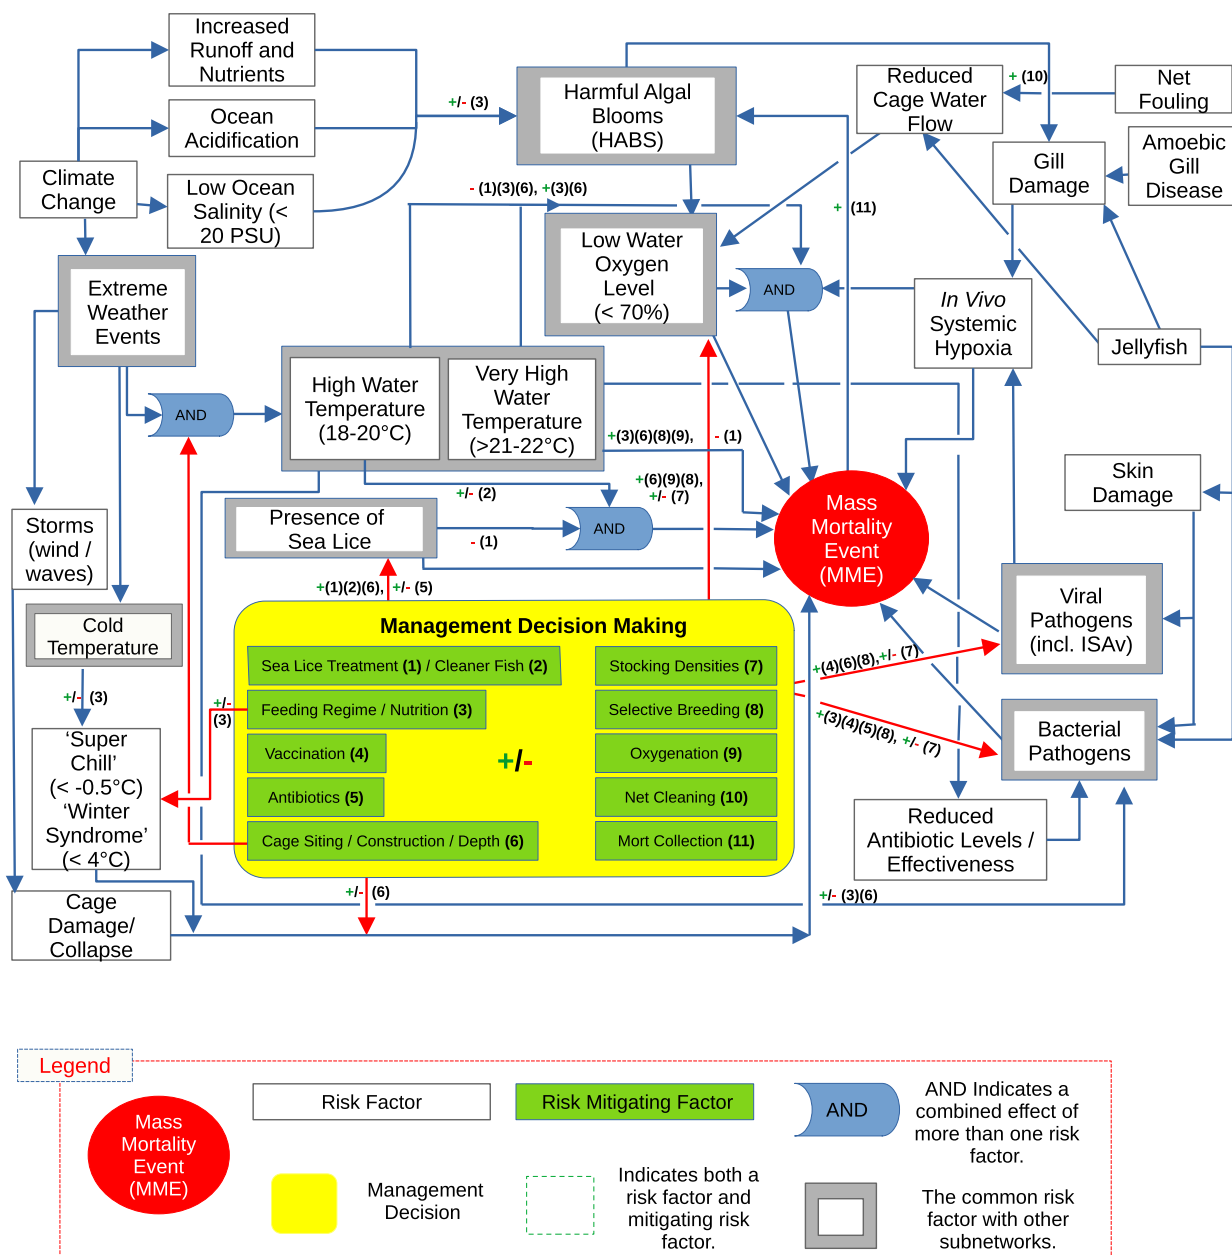 Increased
Runoff and
Nutrients
Ocean
Acidification
Climate
Change
Low Ocean
Salinity (<
20 PSU)
+/- (3)
Harmful Algal
Blooms
(HABS)
Reduced
Cage Water
Flow
+ (10)
Net
Fouling
Amoebic
Gill
Disease
Gill
Damage
- (1)(3)(6), +(3)(6)
+ (11)
Extreme
Weather
Events
Low Water
Oxygen
Level
(< 70%)
AND
In Vivo
Systemic
Hypoxia
Jellyfish
AND
High Water
Temperature
(18-20°C)
Very High
Water
Temperature
(>21-22°C)
+(3)(6)(8)(9),
- (1)
+/- (2)
+(6)(9)(8),
+/- (7)
Skin
Damage
Storms
(wind /
waves)
Presence of
Sea Lice
- (1)
AND
Mass
Mortality
Event
(MME)
+(1)(2)(6), +/- (5)
Viral
Pathogens
(incl. ISAv)
Cold
Temperature
+/- (3)
Management Decision Making
Sea Lice Treatment (1) / Cleaner Fish (2)
Stocking Densities (7)
Feeding Regime / Nutrition (3)
Selective Breeding (8)
Vaccination (4)
+/-
Oxygenation (9)
Antibiotics (5)
Net Cleaning (10)
Cage Siting / Construction / Depth (6)
Mort Collection (11)
+/-
(3)
+(4)(6)(8),+/- (7)
+(3)(4)(5)(8), +/- (7)
Bacterial
Pathogens
‘Super
Chill’
(< -0.5°C)
‘Winter
Syndrome’
(< 4°C)
Reduced
Antibiotic Levels /
Effectiveness
+/- (6)
+/- (3)(6)
Cage
Damage/
Collapse
Legend
Mass
Mortality
Event
(MME)
Risk Factor
Risk Mitigating Factor
AND
AND Indicates a
combined effect of
more than one risk
factor.
Management
Decision
Indicates both a
risk factor and
mitigating risk
factor.
The common risk
factor with other
subnetworks.